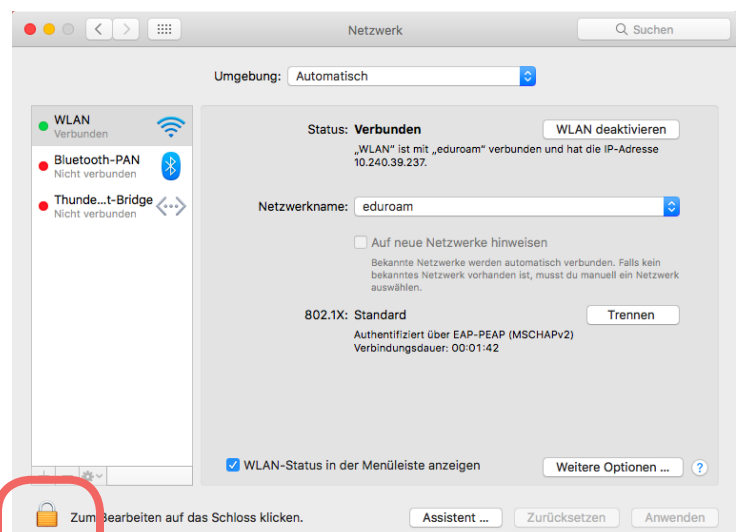 Netzwerk
Suchen
Umgebung: Automatisch
WLAN
Verbunden
Bluetooth-PAN
Nicht verbunden
Thunde...t-Bridge
Nicht verbunden
Status: Verbunden
WLAN deaktivieren
„WLAN“ ist mit „eduroam“ verbunden und hat die IP-Adresse
10.240.39.237.
Netzwerkname: eduroam
Auf neue Netzwerke hinweisen
Bekannte Netzwerke werden automatisch verbunden. Falls kein
bekanntes Netzwerk vorhanden ist, musst du manuell ein Netzwerk
auswählen.
802.1X: Standard
Trennen
Authentifiziert über EAP-PEAP (MSCHAPv2)
Verbindungsdauer: 00:01:42
WLAN-Status in der Menüleiste anzeigen
Weitere Optionen ...
?
Zum Bearbeiten auf das Schloss klicken.
Assistent ...
Zurücksetzen
Anwenden